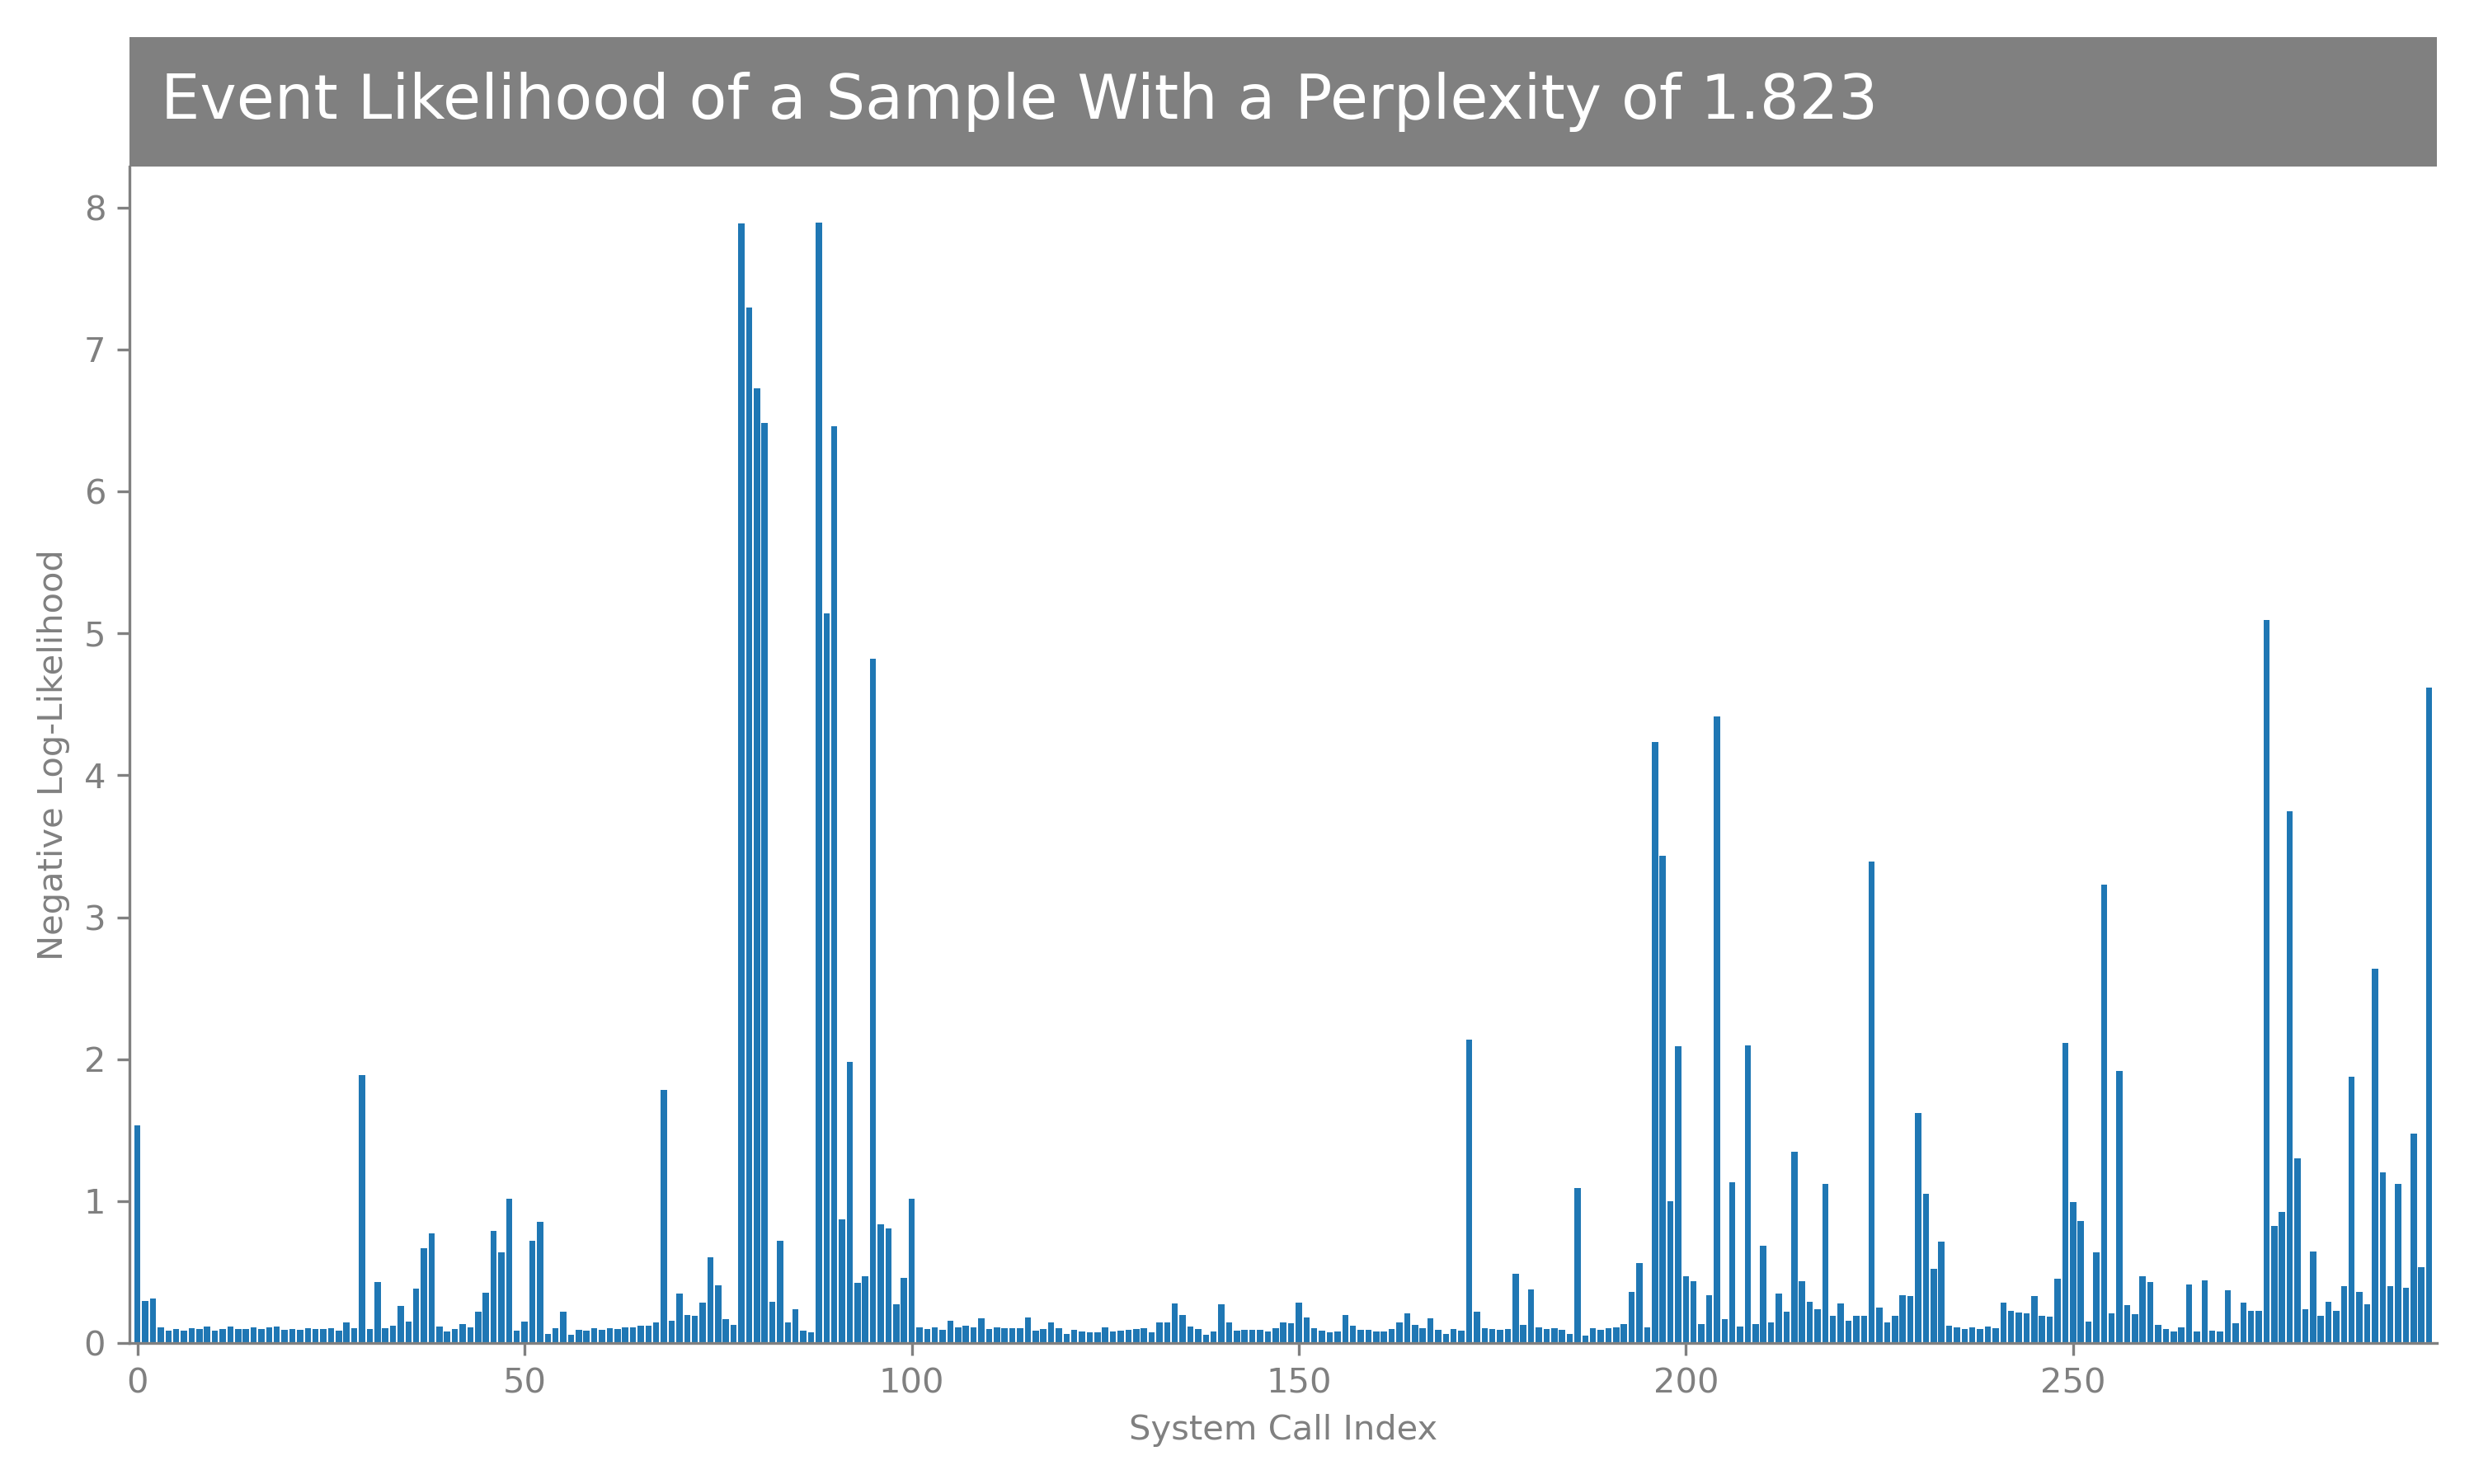 Event Likelihood of a Sample With a Perplexity of 1.823
8
7
6
5
4
3
2
1
0
Negative Log-Likelihood
0 50 100 150 200 250
System Call Index